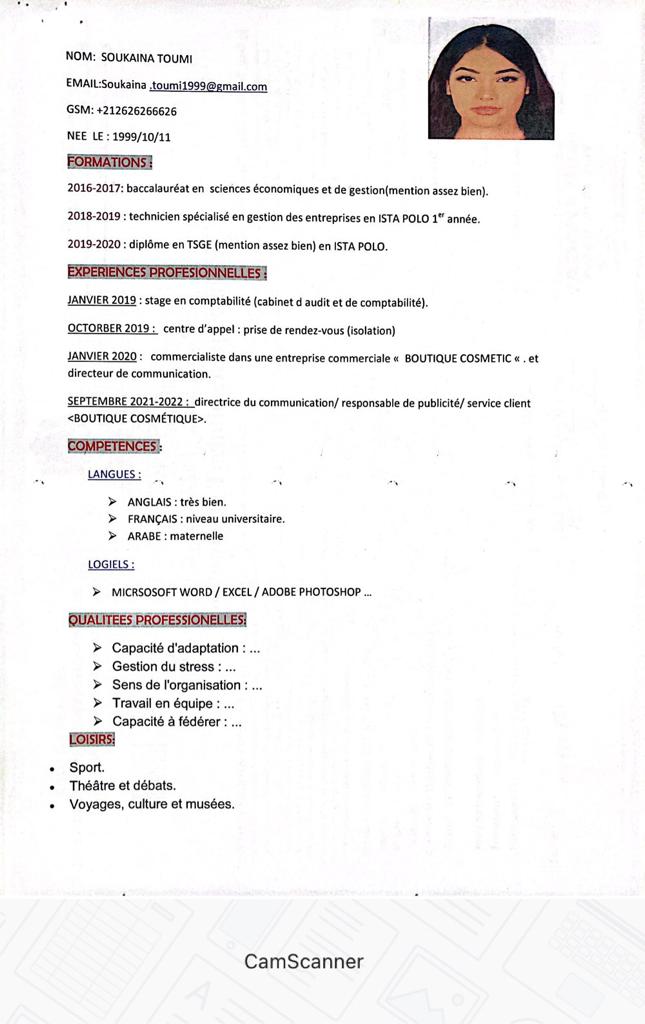 NOM: SOUKAINA TOUMI
EMAIL:Soukaina .toumi1999@gmail.com
GSM: +212626266626
NEE LE : 1999/10/11
FORMATIONS :
2016-2017: baccalauréat en sciences économiques et de gestion(mention assez bien).
2018-2019 : technicien spécialisé en gestion des entreprises en ISTA POLO 1er année.
2019-2020 : diplôme en TSGE (mention assez bien) en ISTA POLO.
EXPERIENCES PROFESIONNELLES :
JANVIER 2019 : stage en comptabilité (cabinet d audit et de comptabilité).
OCTORBER 2019 : centre d'appel : prise de rendez-vous (isolation)
JANVIER 2020 : commercialiste dans une entreprise commerciale « BOUTIQUE COSMETIC « . et
directeur de communication.
SEPTEMBRE 2021-2022 : directrice du communication/ responsable de publicité/ service client
<BOUTIQUE COSMÉTIQUE>.
COMPETENCES :
LANGUES :
➤ ANGLAIS : très bien.
➤ FRANÇAIS : niveau universitaire.
➤ ARABE : maternelle
LOGIELS :
➤ MICRSOSOFT WORD / EXCEL / ADOBE PHOTOSHOP ...
QUALITEES PROFESSIONELLES:
➤ Capacité d'adaptation : ...
➤ Gestion du stress : ...
➤ Sens de l'organisation : ...
➤ Travail en équipe : ...
➤ Capacité à fédérer : ...
LOISIRS:
• Sport.
• Théâtre et débats.
• Voyages, culture et musées.
CamScanner